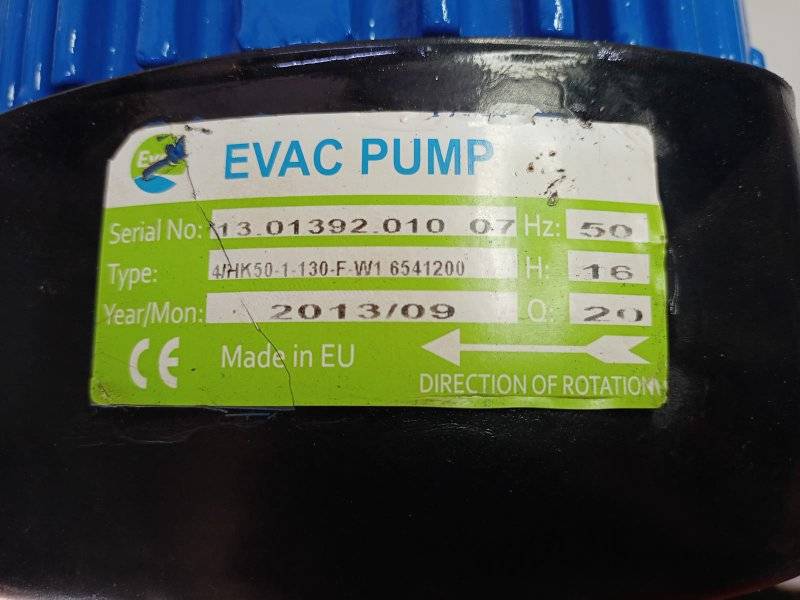 EVAC PUMP
Serial No: 13.01392.010 07 Hz: 50
Type: 4/HK50-1-130-F-W1 6541200 H: 16
Year/Mon: 2013/09 Q: 20
CE Made in EU
DIRECTION OF ROTATION